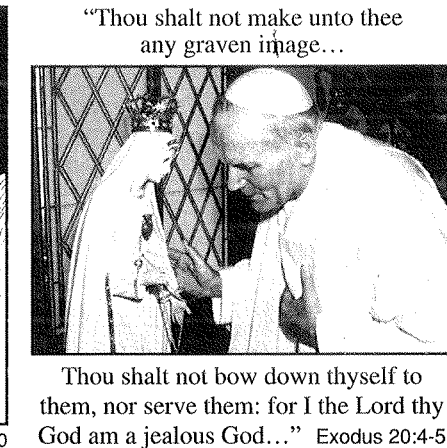 “Thou shalt not make unto thee
any graven image…
Thou shalt not bow down thyself to
them, nor serve them: for I the Lord thy
God am a jealous God…” Exodus 20:4-5
0